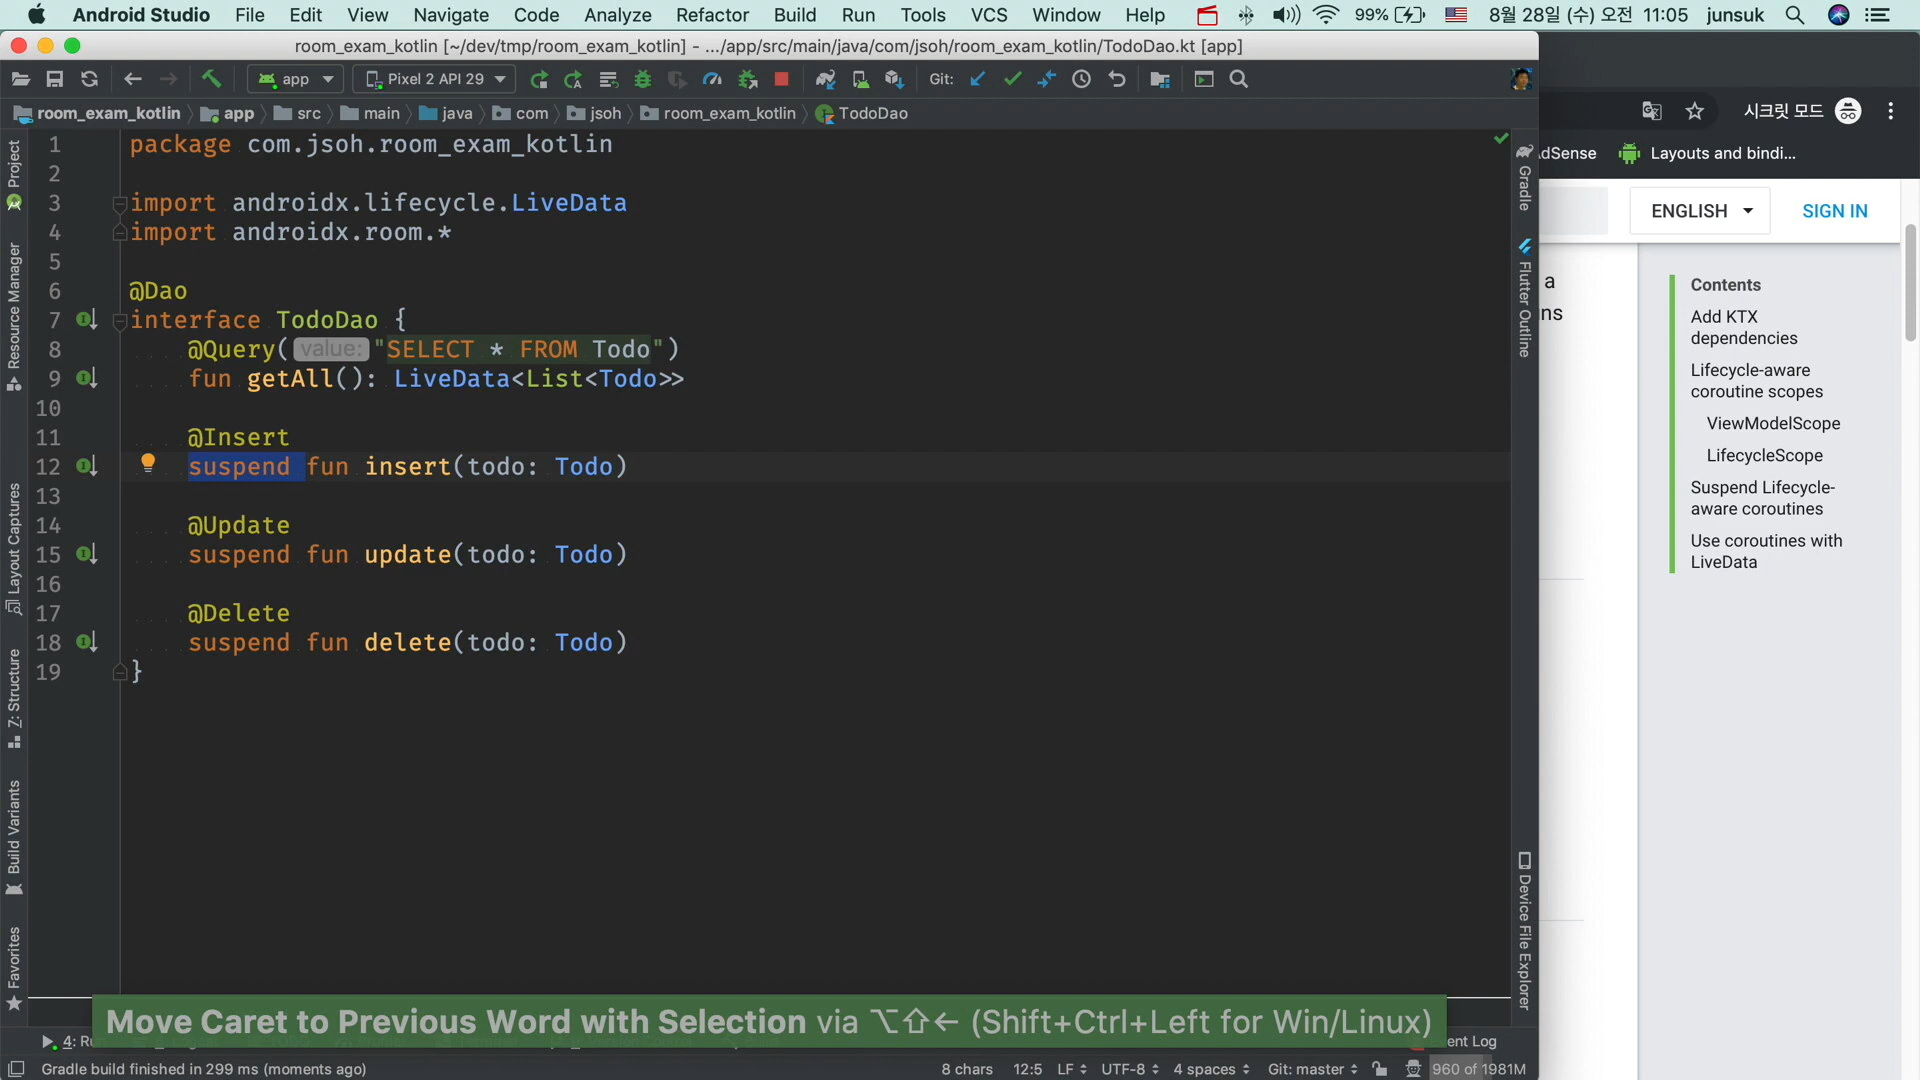 Android Studio File Edit View Navigate Code Analyze Refactor Build Run Tools VCS Window Help 99% 8월 28일 (수) 오전 11:05 junsuk
room_exam_kotlin [~/dev/tmp/room_exam_kotlin] - .../app/src/main/java/com/jsoh/room_exam_kotlin/TodoDao.kt [app]
app Pixel 2 API 29 Git:
room_exam_kotlin app src main java com jsoh room_exam_kotlin TodoDao
1 package com.jsoh.room_exam_kotlin
2
3 import androidx.lifecycle.LiveData
4 import androidx.room.*
5
6 @Dao
7 interface TodoDao {
8 @Query( value: "SELECT * FROM Todo")
9 fun getAll(): LiveData<List<Todo>>
10
11 @Insert
12 suspend fun insert(todo: Todo)
13
14 @Update
15 suspend fun update(todo: Todo)
16
17 @Delete
18 suspend fun delete(todo: Todo)
19 }
Project
Resource Manager
Layout Captures
Z: Structure
Build Variants
Favorites
Gradle
Flutter Outline
Device File Explorer
시크릿 모드
dSense Layouts and bindi...
ENGLISH SIGN IN
a
ns
Contents
Add KTX
dependencies
Lifecycle-aware
coroutine scopes
ViewModelScope
LifecycleScope
Suspend Lifecycle-
aware coroutines
Use coroutines with
LiveData
Move Caret to Previous Word with Selection via ⌥⇧← (Shift+Ctrl+Left for Win/Linux)
4: Ru
ent Log
Gradle build finished in 299 ms (moments ago) 8 chars 12:5 LF UTF-8 4 spaces Git: master 960 of 1981M